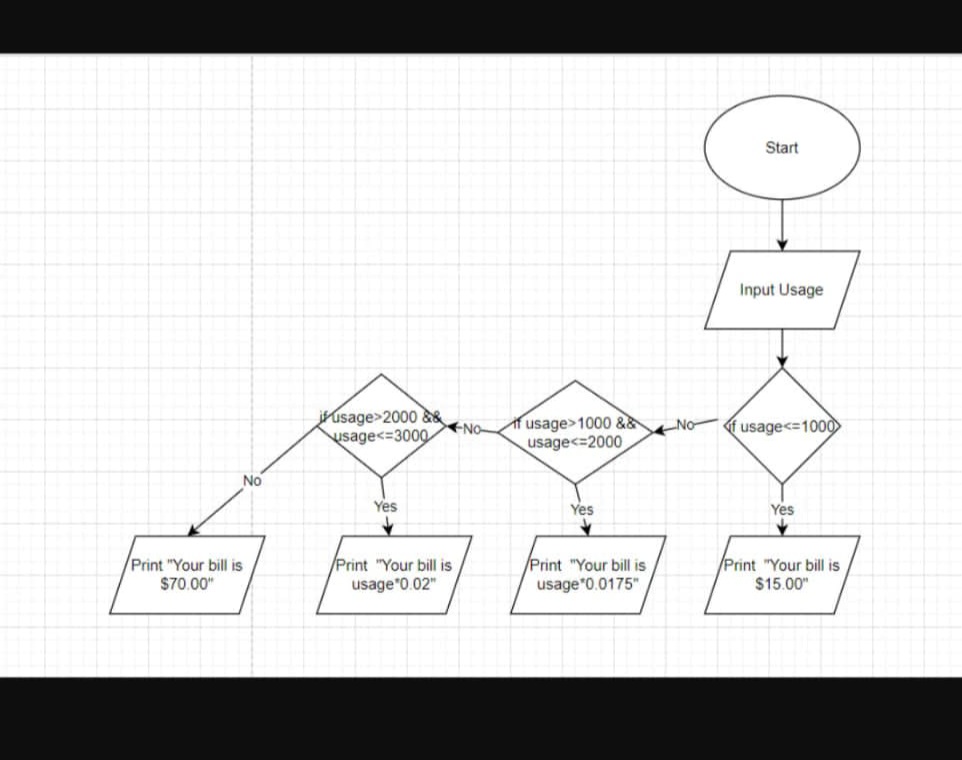 Start
Input Usage
if usage<=1000
No
if usage>1000 &&
usage<=2000
No
if usage>2000 &&
usage<=3000
No
Yes
Yes
Yes
Print "Your bill is
$70.00"
Print  "Your bill is
usage*0.02"
Print  "Your bill is
usage*0.0175"
Print  "Your bill is
$15.00"